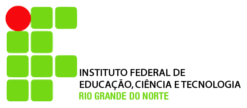 INSTITUTO FEDERAL DE
EDUCAÇÃO, CIÊNCIA E TECNOLOGIA
RIO GRANDE DO NORTE